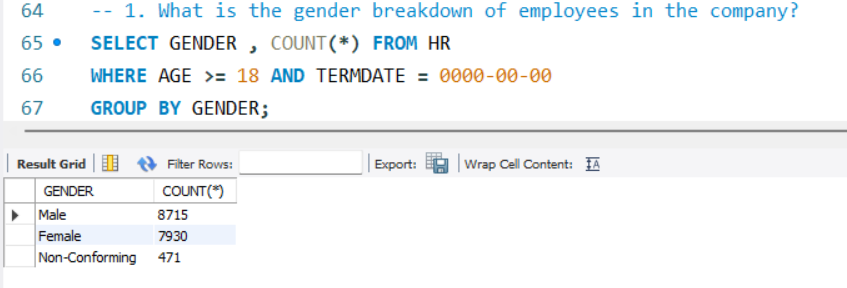 64 -- 1. What is the gender breakdown of employees in the company?
65 SELECT GENDER , COUNT(*) FROM HR
66 WHERE AGE >= 18 AND TERMDATE = 0000-00-00
67 GROUP BY GENDER;
Result Grid Filter Rows: Export: Wrap Cell Content: IA
GENDER COUNT(*)
Male 8715
Female 7930
Non-Conforming 471